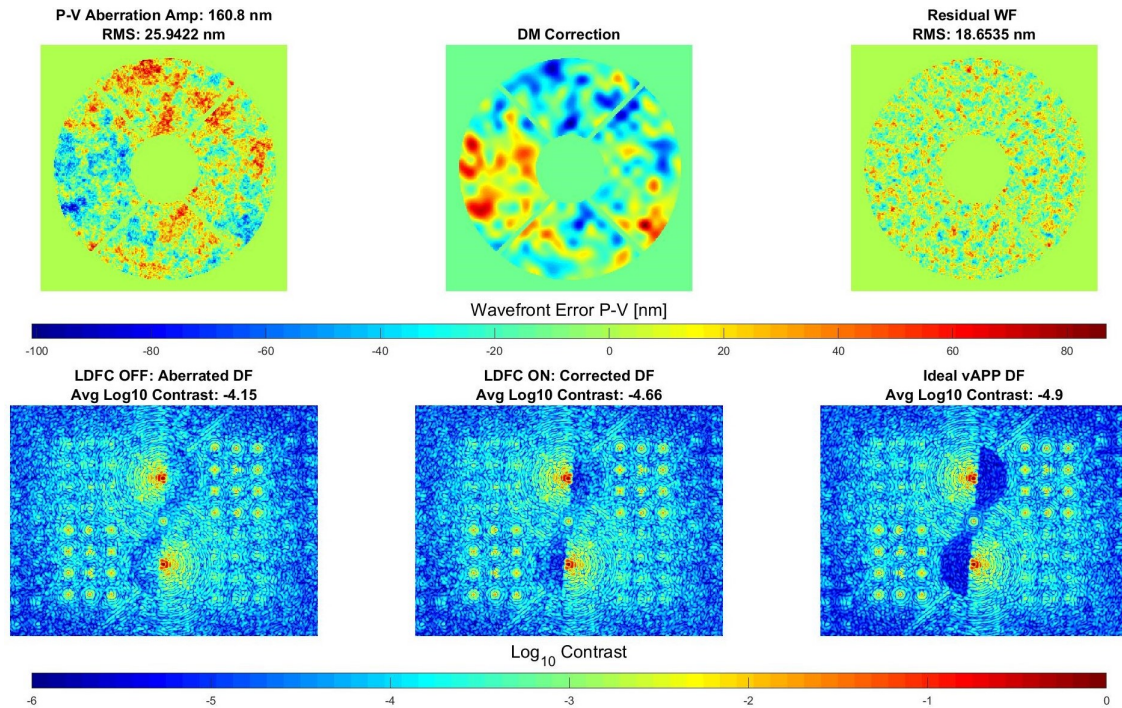 P-V Aberration Amp: 160.8 nm
RMS: 25.9422 nm
DM Correction
Residual WF
RMS: 18.6535 nm
Wavefront Error P-V [nm]
-100 -80 -60 -40 -20 0 20 40 60 80
LDFC OFF: Aberrated DF
Avg Log10 Contrast: -4.15
LDFC ON: Corrected DF
Avg Log10 Contrast: -4.66
Ideal vAPP DF
Avg Log10 Contrast: -4.9
Log10 Contrast
-6 -5 -4 -3 -2 -1 0